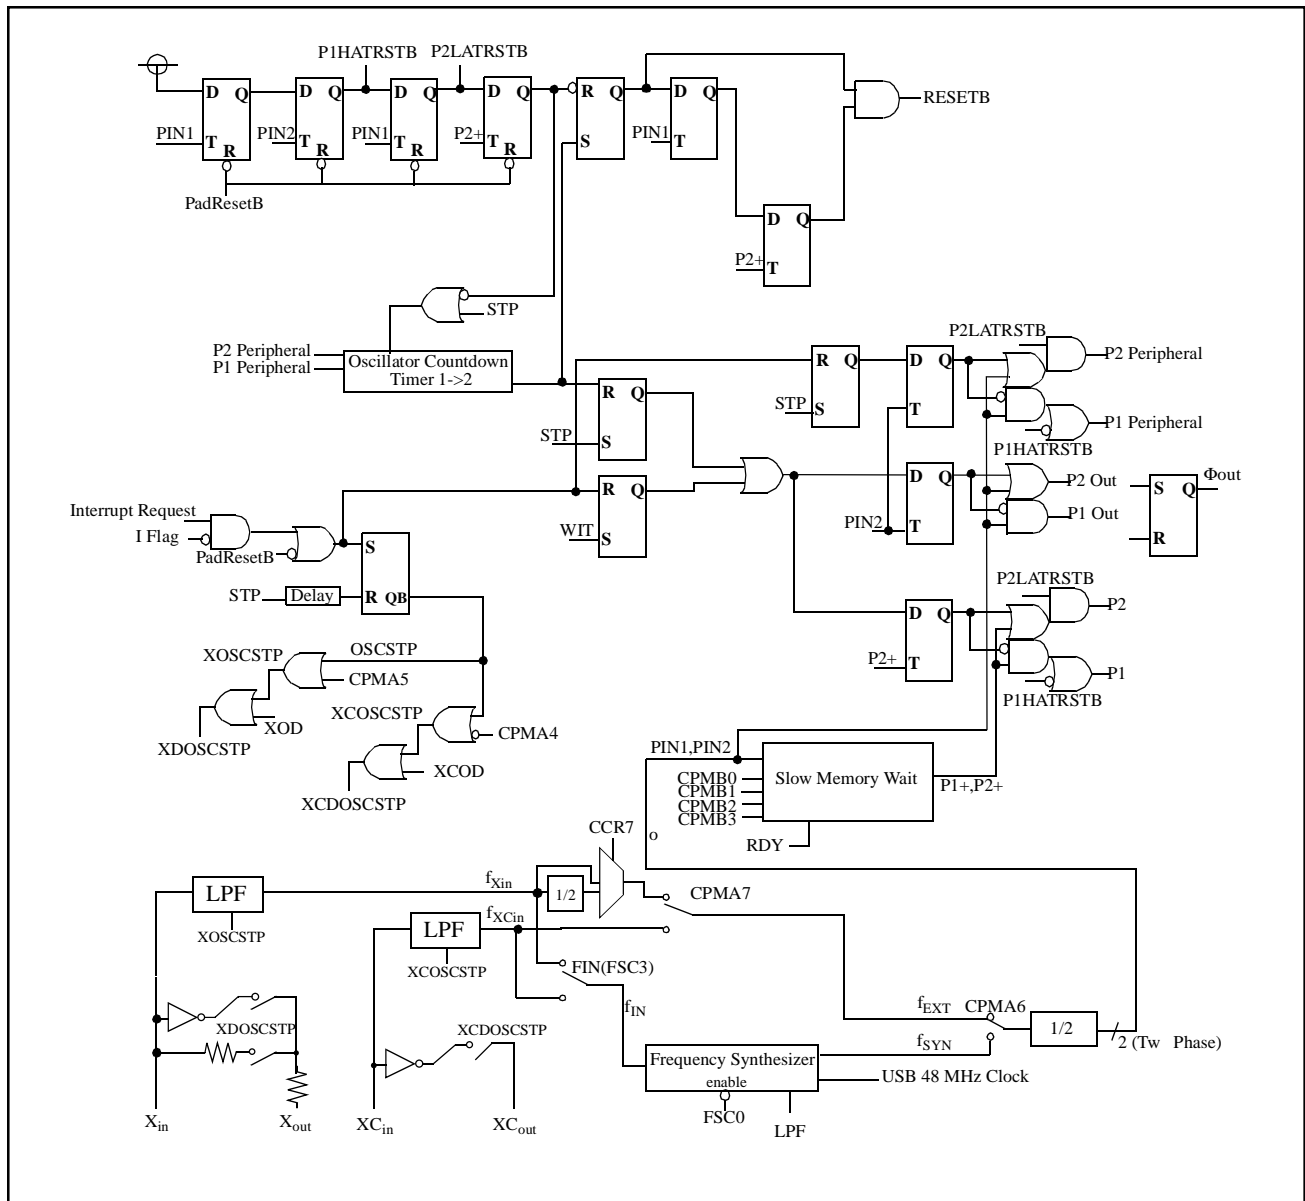 P1HATRSTB P2LATRSTB
D Q D Q D Q D Q R Q D Q RESETB
PIN1 T R PIN2 T R PIN1 T R P2+ T R S PIN1 T
PadResetB
D Q
P2+ T
STP
P2 Peripheral
P1 Peripheral
Oscillator Countdown
Timer 1->2
P2LATRSTB
P2 Peripheral
R Q D Q
STP S T
P1 Peripheral
P1HATRSTB
R Q
STP S
R Q
WIT S
D Q
PIN2 T
P2 Out
P1 Out
S Q Φout
R
Interrupt Request
I Flag
PadResetB
S
STP Delay R QB
P2LATRSTB
P2
D Q
P2+ T
P1
P1HATRSTB
OSCSTP
XOSCSTP
CPMA5
XOD
XDOSCSTP
XCOSCSTP
CPMA4
XCOD
XCDOSCSTP
PIN1,PIN2
CPMB0
CPMB1
CPMB2
CPMB3
Slow Memory Wait
P1+,P2+
RDY
o
CCR7
LPF
fXin
1/2
CPMA7
XOSCSTP
LPF
fXCin
XCOSCSTP
FIN(FSC3)
fIN
XDOSCSTP
XCDOSCSTP
fEXT
CPMA6
1/2
2 (Tw Phase)
fSYN
Frequency Synthesizer
enable
USB 48 MHz Clock
FSC0
LPF
Xin
Xout
XCin
XCout